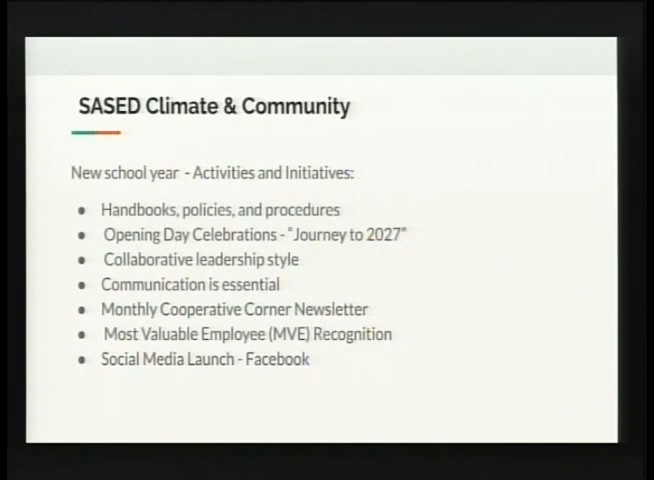 SASED Climate & Community
New school year - Activities and Initiatives:
● Handbooks, policies, and procedures
● Opening Day Celebrations - “Journey to 2027”
● Collaborative leadership style
● Communication is essential
● Monthly Cooperative Corner Newsletter
● Most Valuable Employee (MVE) Recognition
● Social Media Launch - Facebook